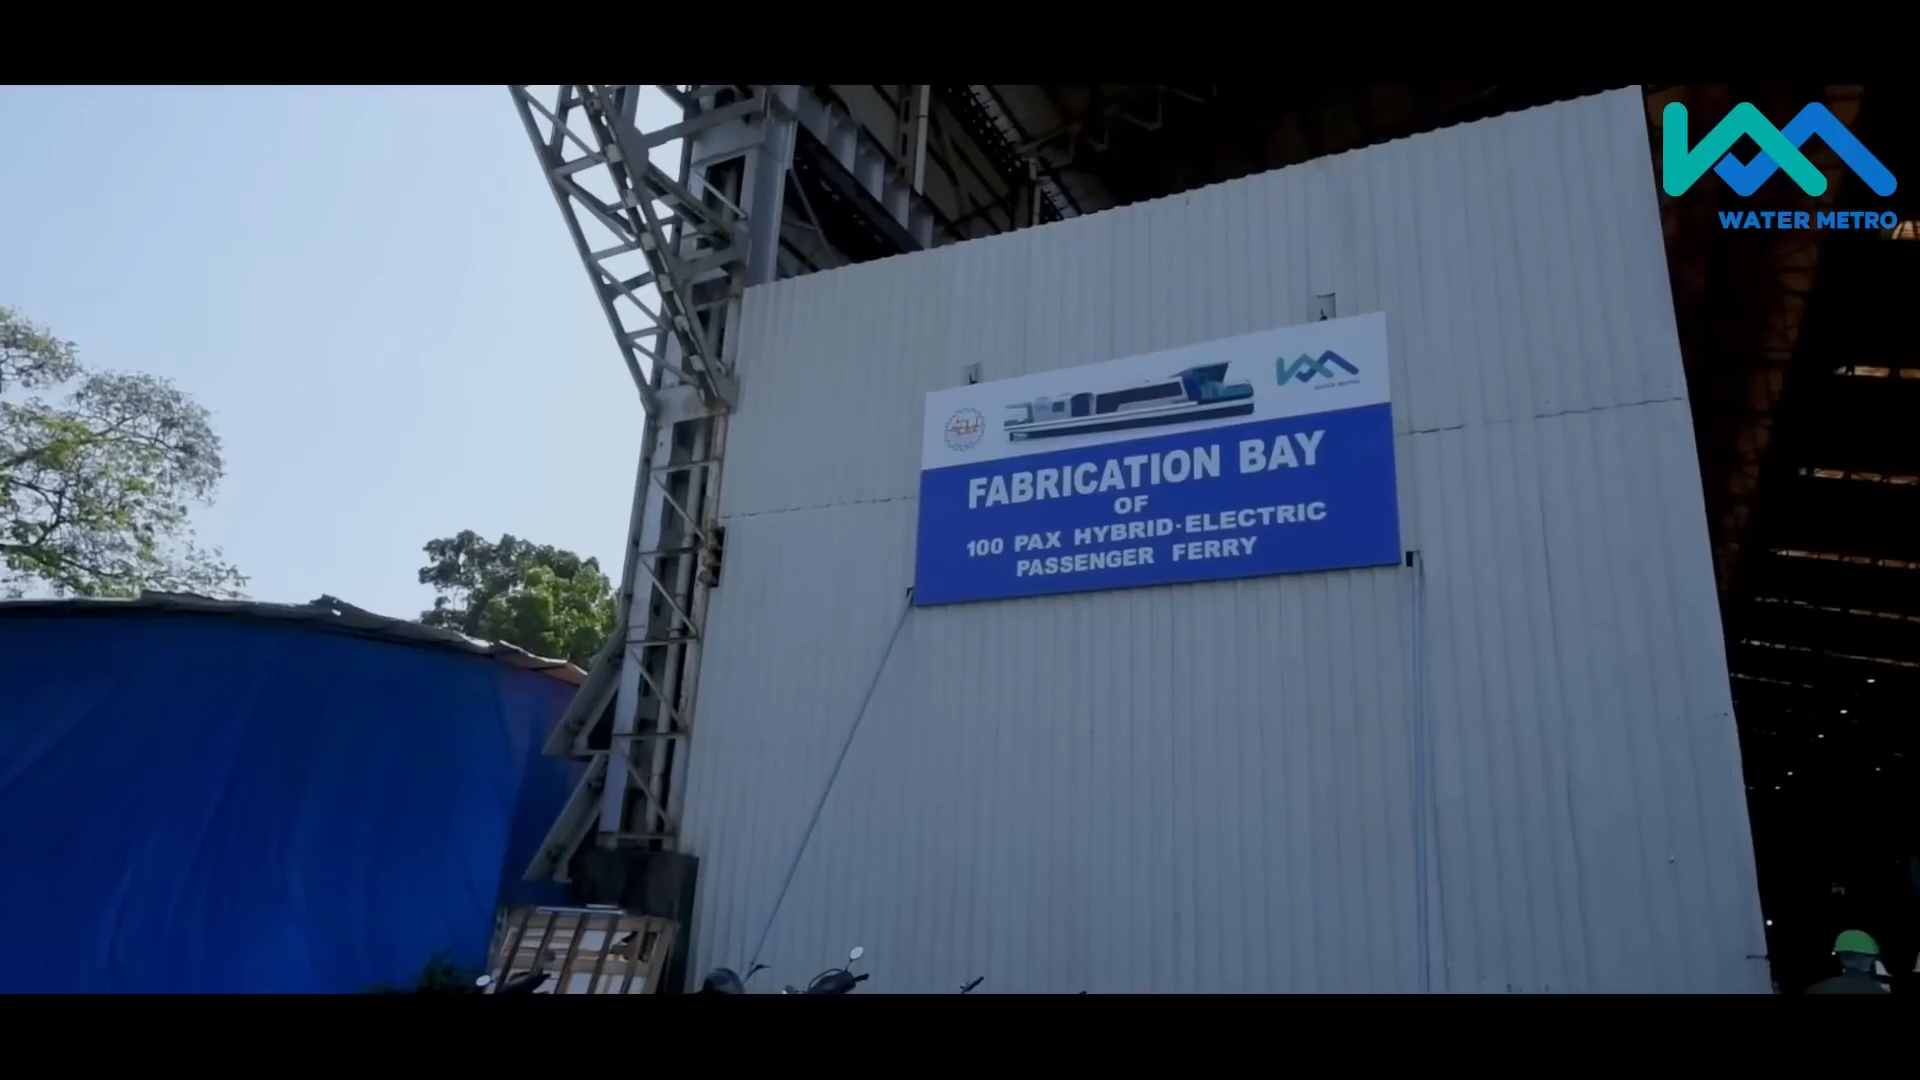 WATER METRO
FABRICATION BAY
OF
100 PAX HYBRID-ELECTRIC
PASSENGER FERRY